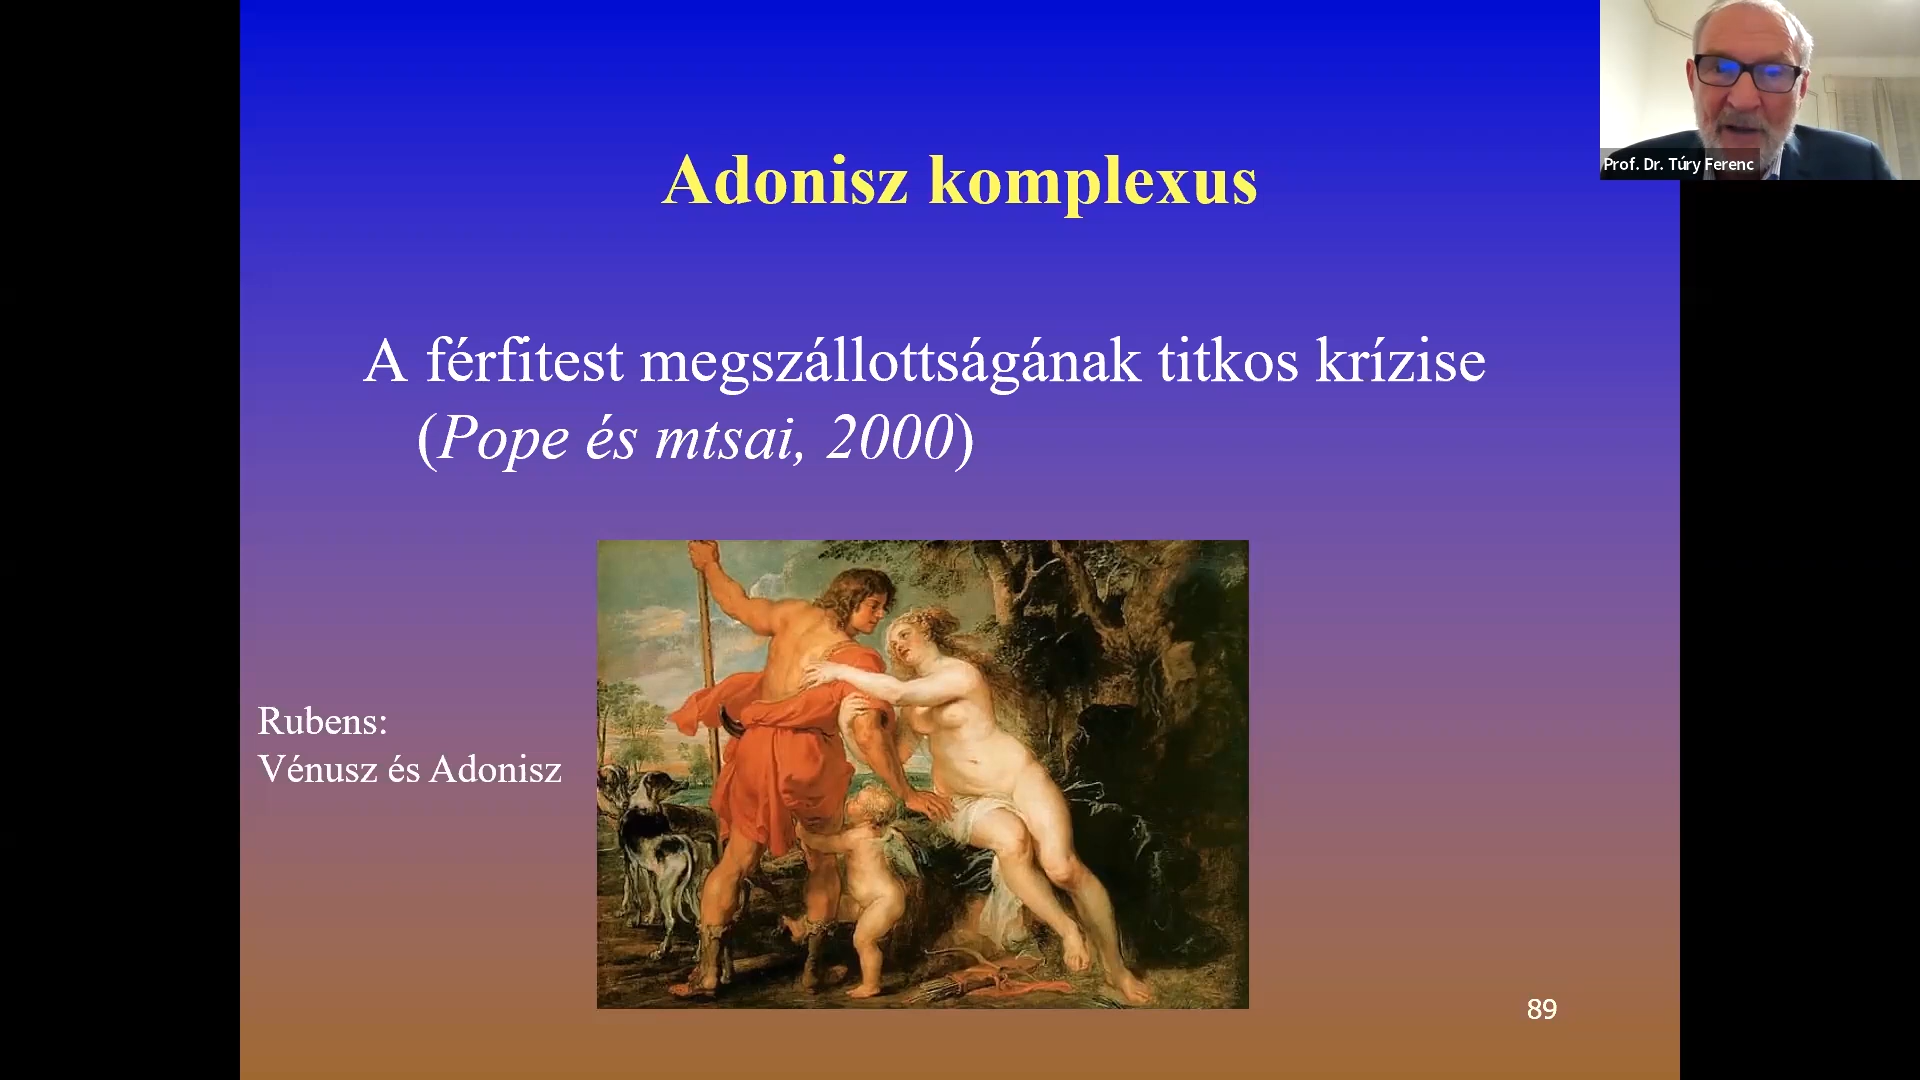 Adonisz komplexus
A férfitest megszállottságának titkos krízise
(Pope és mtsai, 2000)
Rubens:
Vénusz és Adonisz
89
Prof. Dr. Túry Ferenc